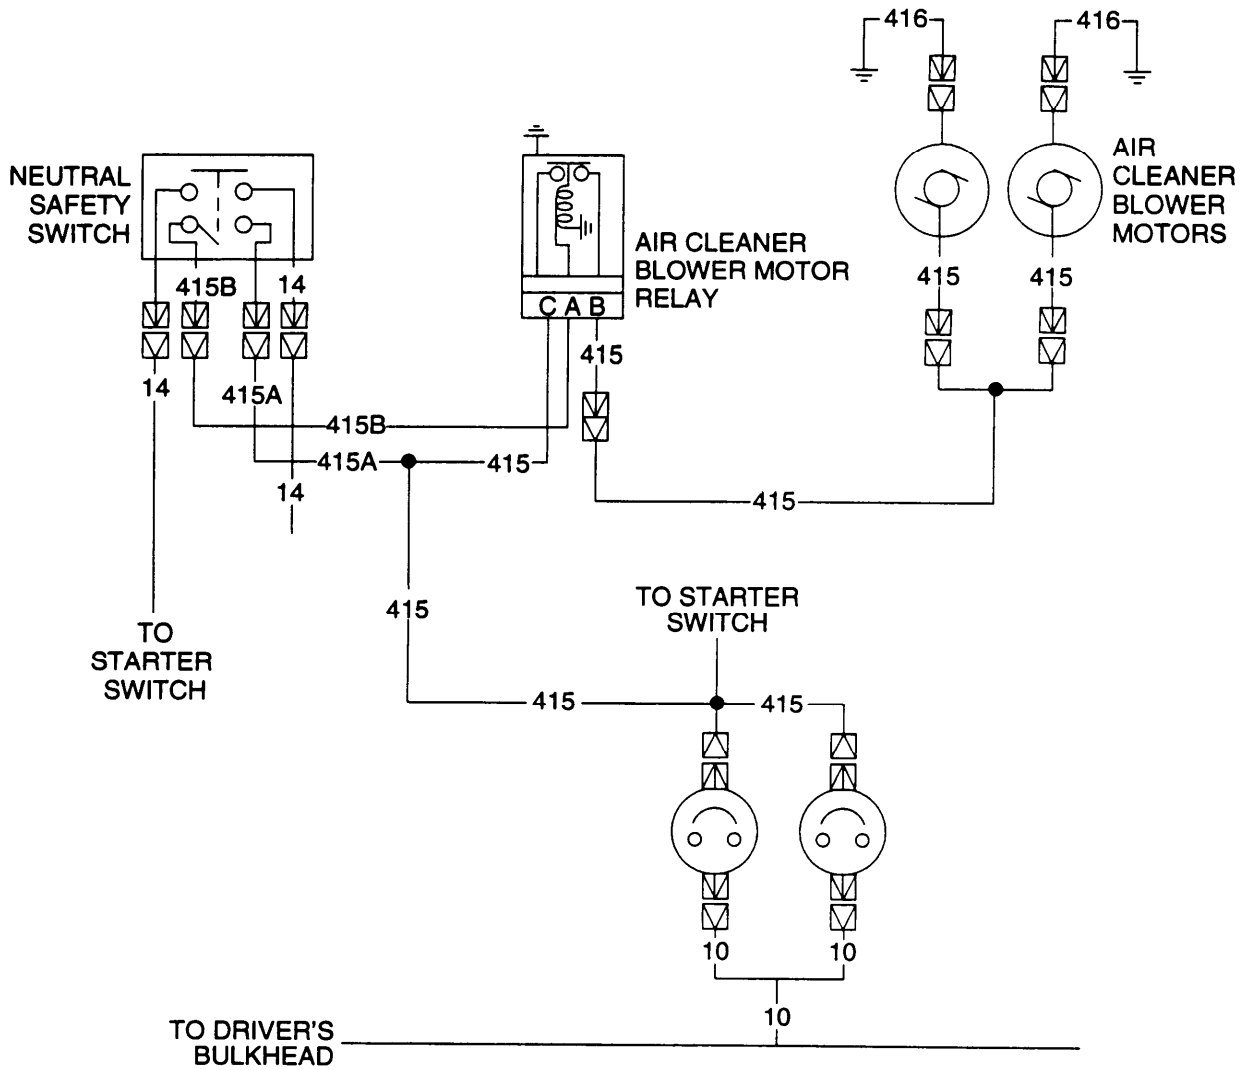 416
416
AIR
CLEANER
BLOWER
MOTORS
NEUTRAL
SAFETY
SWITCH
AIR CLEANER
BLOWER MOTOR
RELAY
415B
14
C A B
415
415
415
14
415A
415B
415A
415
14
415
415
TO STARTER
SWITCH
TO
STARTER
SWITCH
415
415
10
10
10
TO DRIVER'S
BULKHEAD